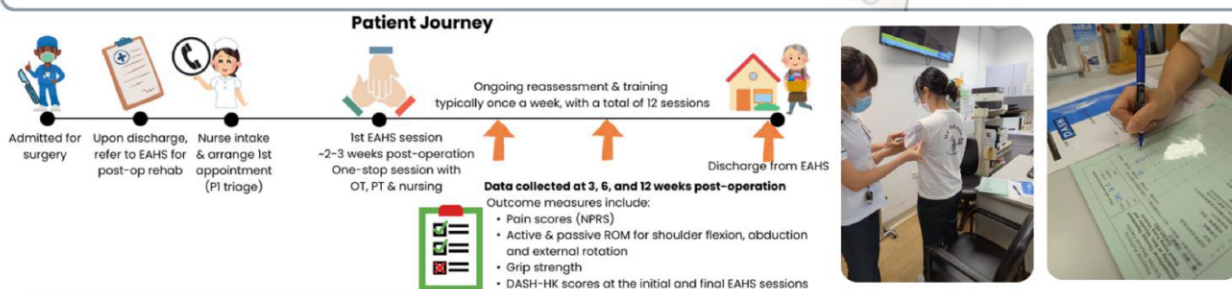 Patient Journey
Admitted for
surgery
Upon discharge,
refer to EAHS for
post-op rehab
Nurse intake
& arrange 1st
appointment
(P1 triage)
1st EAHS session
~2-3 weeks post-operation
One-stop session with
OT, PT & nursing
Ongoing reassessment & training
typically once a week, with a total of 12 sessions
Discharge from EAHS
Data collected at 3, 6, and 12 weeks post-operation
Outcome measures include:
• Pain scores (NPRS)
• Active & passive ROM for shoulder flexion, abduction
and external rotation
• Grip strength
• DASH-HK scores at the initial and final EAHS sessions
DASH